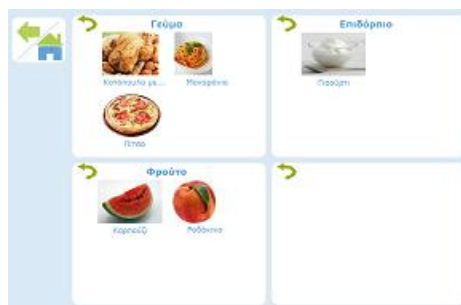 Γεύμα
Κοτόπουλο με...
Μακαρόνια
Πίτσα
Επιδόρπιο
Γιαούρτι
Φρούτο
Καρπούζι
Ροδάκινο